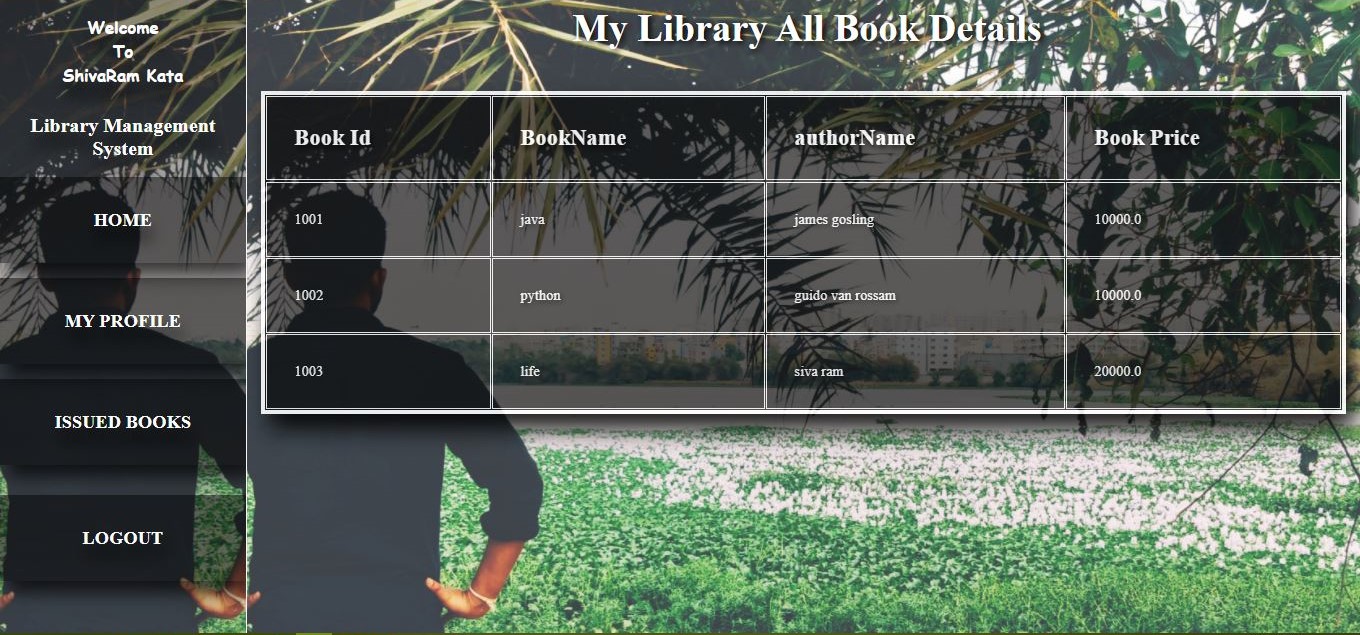 Welcome
To
ShivaRam Kata
Library Management
System
HOME
MY PROFILE
ISSUED BOOKS
LOGOUT
My Library All Book Details
Book Id BookName authorName Book Price
1001 java james gosling 10000.0
1002 python guido van rossam 10000.0
1003 life siva ram 20000.0